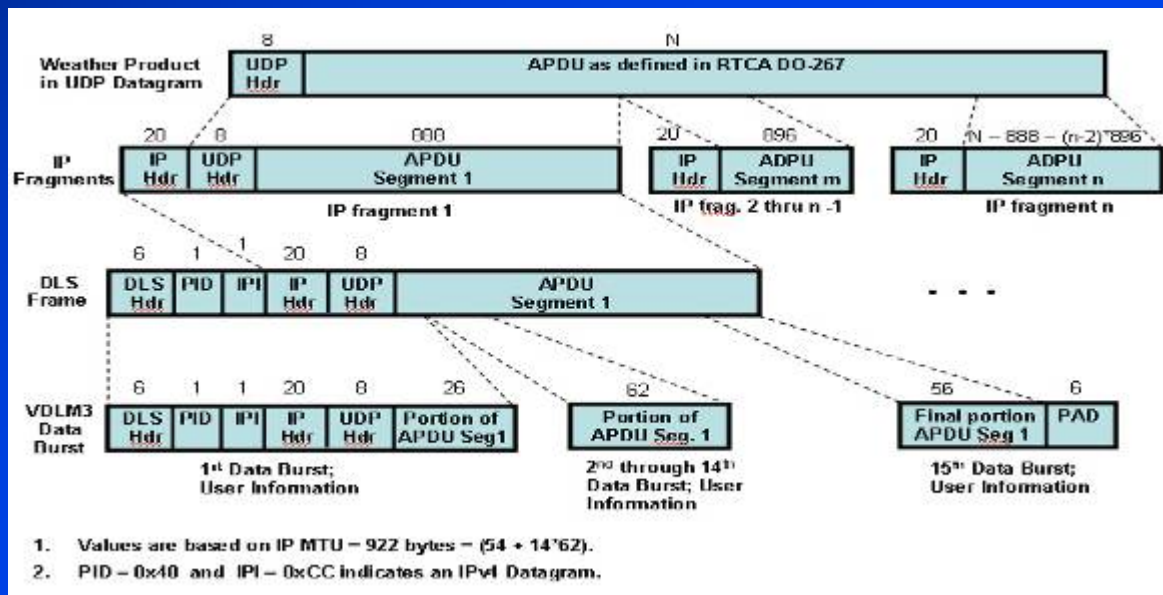 8 N
Weather Product in UDP Datagram
UDP Hdr
APDU as defined in RTCA DO-267
20 8 888 20 896 20 N – 888 – (n-2)*896
IP Fragments
IP Hdr
UDP Hdr
APDU Segment 1
IP Hdr
ADPU Segment m
IP Hdr
ADPU Segment n
IP fragment 1
IP frag. 2 thru n -1
IP fragment n
6 1 1 20 8
DLS Frame
DLS Hdr
PID
IPI
IP Hdr
UDP Hdr
APDU Segment 1
- - -
6 1 1 20 8 26 62 56 6
VDLM3 Data Burst
DLS Hdr
PID
IPI
IP Hdr
UDP Hdr
Portion of APDU Seg1
Portion of APDU Seg. 1
Final portion APDU Seg 1
PAD
1st Data Burst;
User Information
2nd through 14th
Data Burst; User
Information
15th Data Burst;
User Information
1. Values are based on IP MTU = 922 bytes = (54 + 14*62).
2. PID = 0x40 and IPI = 0xCC indicates an IPv4 Datagram.